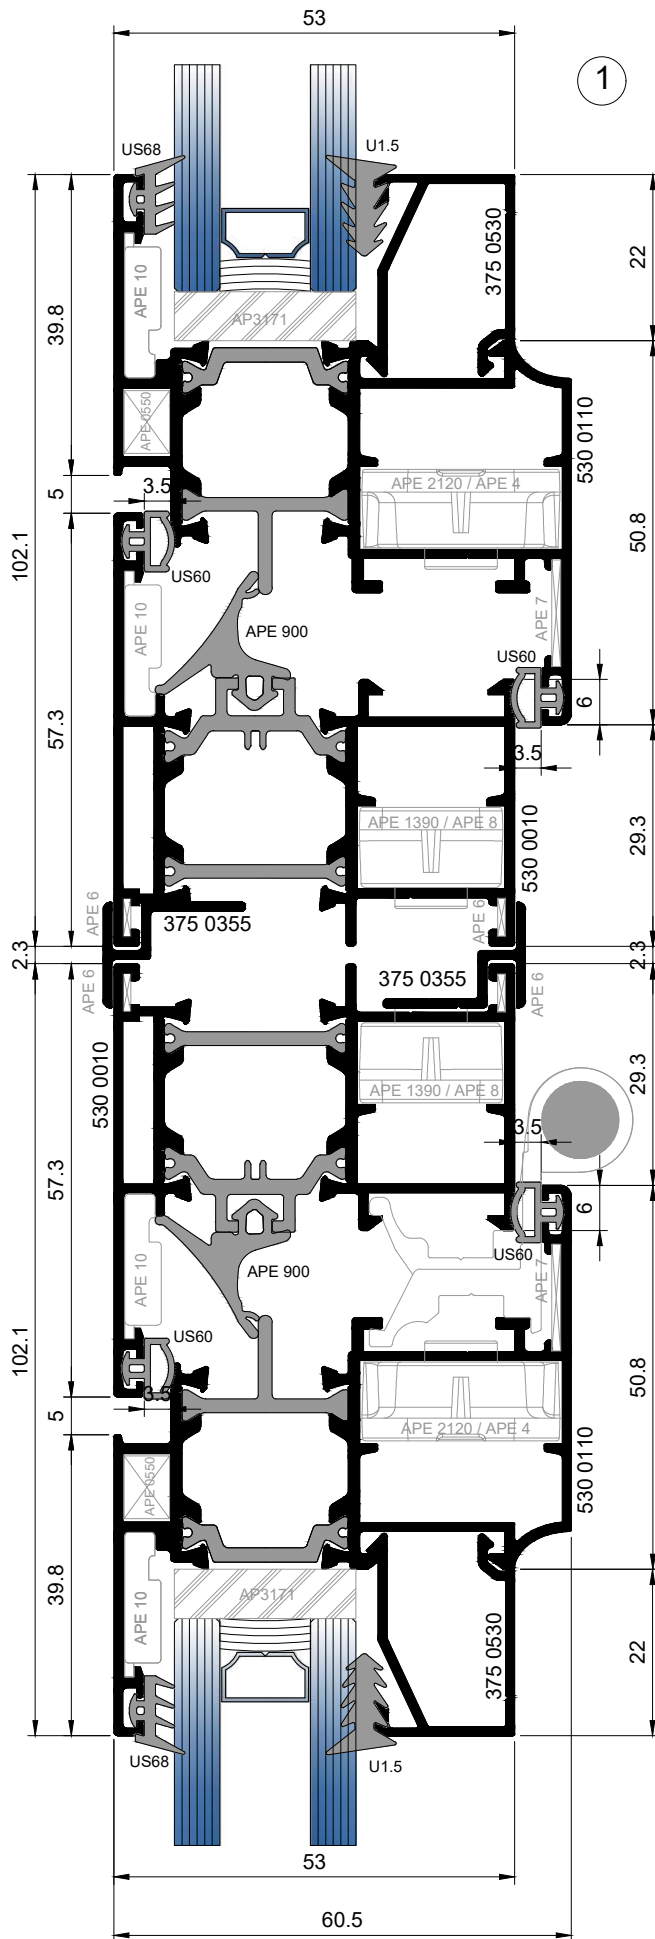 53
1
US68
U1.5
APE 10
375 0530
22
39.8
AP3171
APE 0550
530 0110
3.5
APE 2120 / APE 4
5
102.1
50.8
US60
APE 10
APE 900
APE 7
US60
6
57.3
3.5
APE 1390 / APE 8
29.3
530 0010
APE 6
375 0355
APE 6
2.3
2.3
APE 6
375 0355
APE 6
530 0010
29.3
APE 1390 / APE 8
3.5
57.3
6
APE 10
US60
APE 900
APE 7
US60
102.1
3.5
50.8
5
APE 2120 / APE 4
APE 0550
530 0110
39.8
AP3171
APE 10
375 0530
22
US68
U1.5
53
60.5